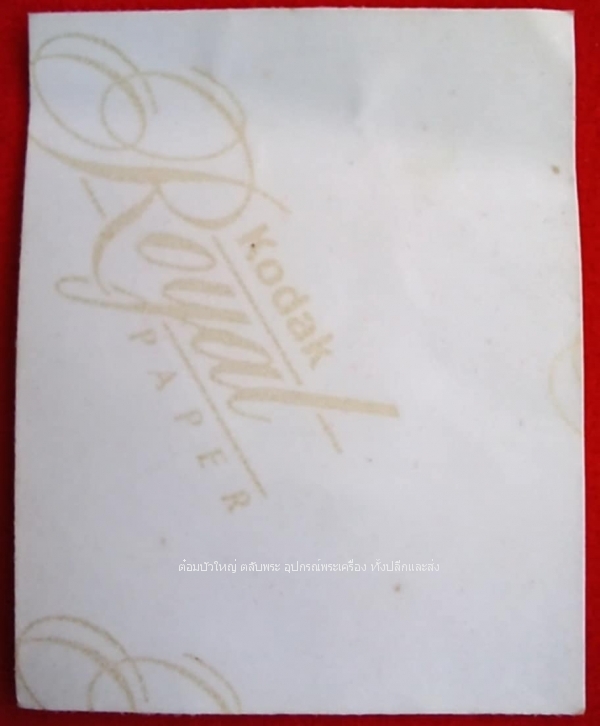 Kodak
Royal
PAPER
ต๋อมบัวใหญ่ ตลับพระ อุปกรณ์พระเครื่อง ทั้งปลีกและส่ง